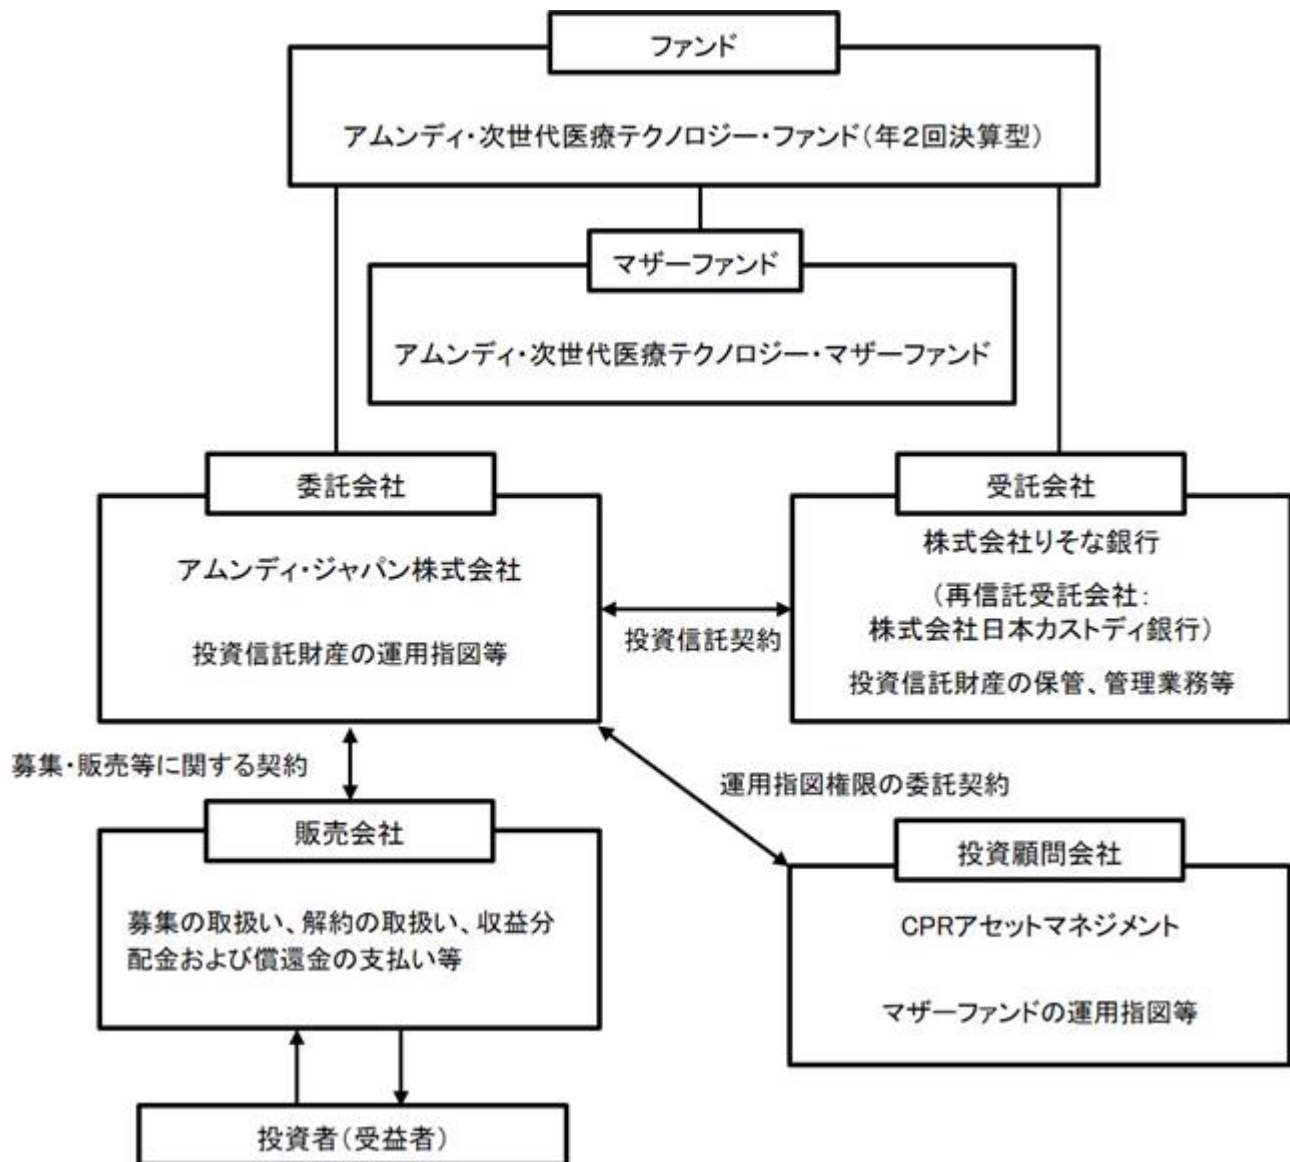 ファンド
アムンディ・次世代医療テクノロジー・ファンド（年２回決算型）
マザーファンド
アムンディ・次世代医療テクノロジー・マザーファンド
委託会社
アムンディ・ジャパン株式会社
投資信託財産の運用指図等
投資信託契約
受託会社
株式会社りそな銀行
（再信託受託会社：
株式会社日本カストディ銀行）
投資信託財産の保管、管理業務等
募集・販売等に関する契約
運用指図権限の委託契約
販売会社
募集の取扱い、解約の取扱い、収益分
配金および償還金の支払い等
投資顧問会社
CPRアセットマネジメント
マザーファンドの運用指図等
投資者（受益者）